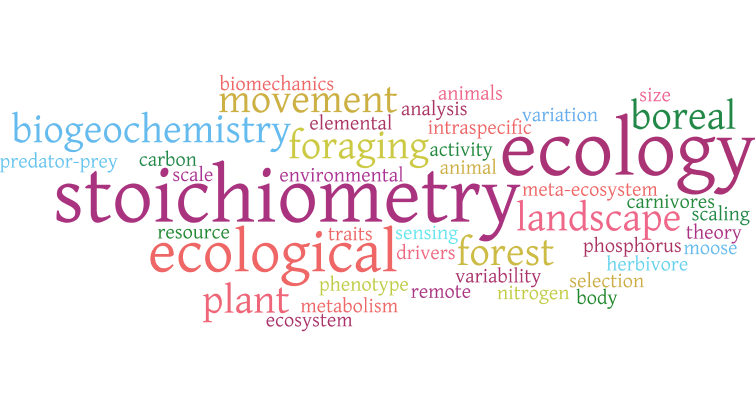 biomechanics
movement
animals
size
biogeochemistry
elemental
analysis
variation
boreal
foraging
intraspecific
predator-prey
carbon
activity
ecology
scale
environmental
animal
stoichiometry
meta-ecosystem
carnivores
landscape
scaling
resource
traits
sensing
theory
ecological
drivers
forest
phosphorus
moose
herbivore
plant
phenotype
variability
selection
metabolism
remote
nitrogen
body
ecosystem